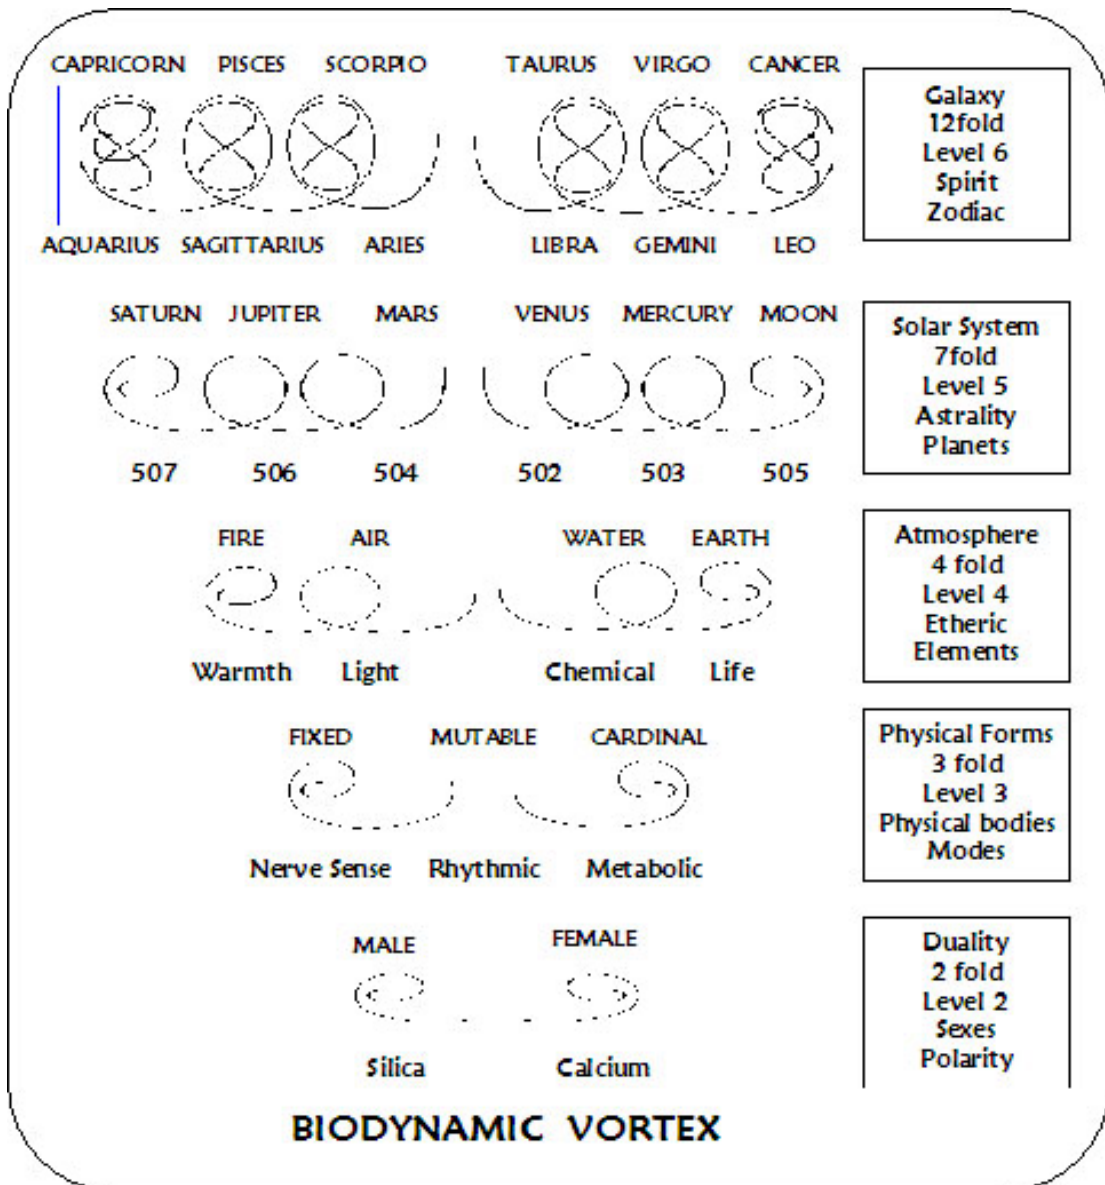 CAPRICORN PISCES SCORPIO TAURUS VIRGO CANCER
AQUARIUS SAGITTARIUS ARIES LIBRA GEMINI LEO
Galaxy
12fold
Level 6
Spirit
Zodiac
SATURN JUPITER MARS VENUS MERCURY MOON
507 506 504 502 503 505
Solar System
7fold
Level 5
Astrality
Planets
FIRE AIR WATER EARTH
Warmth Light Chemical Life
Atmosphere
4 fold
Level 4
Etheric
Elements
FIXED MUTABLE CARDINAL
Nerve Sense Rhythmic Metabolic
Physical Forms
3 fold
Level 3
Physical bodies
Modes
MALE FEMALE
Silica Calcium
Duality
2 fold
Level 2
Sexes
Polarity
BIODYNAMIC VORTEX